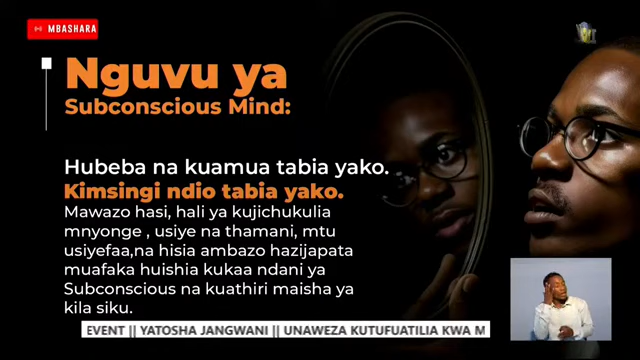 MBASHARA
Nguvu ya
Subconscious Mind:
Hubeba na kuamua tabia yako.
Kimsingi ndio tabia yako.
Mawazo hasi, hali ya kujichukulia
mnyonge , usiye na thamani, mtu
usiyefaa,na hisia ambazo hazijapata
muafaka huishia kukaa ndani ya
Subconscious na kuathiri maisha ya
kila siku.
EVENT || YATOSHA JANGWANI || UNAWEZA KUTUFUATILIA KWA M